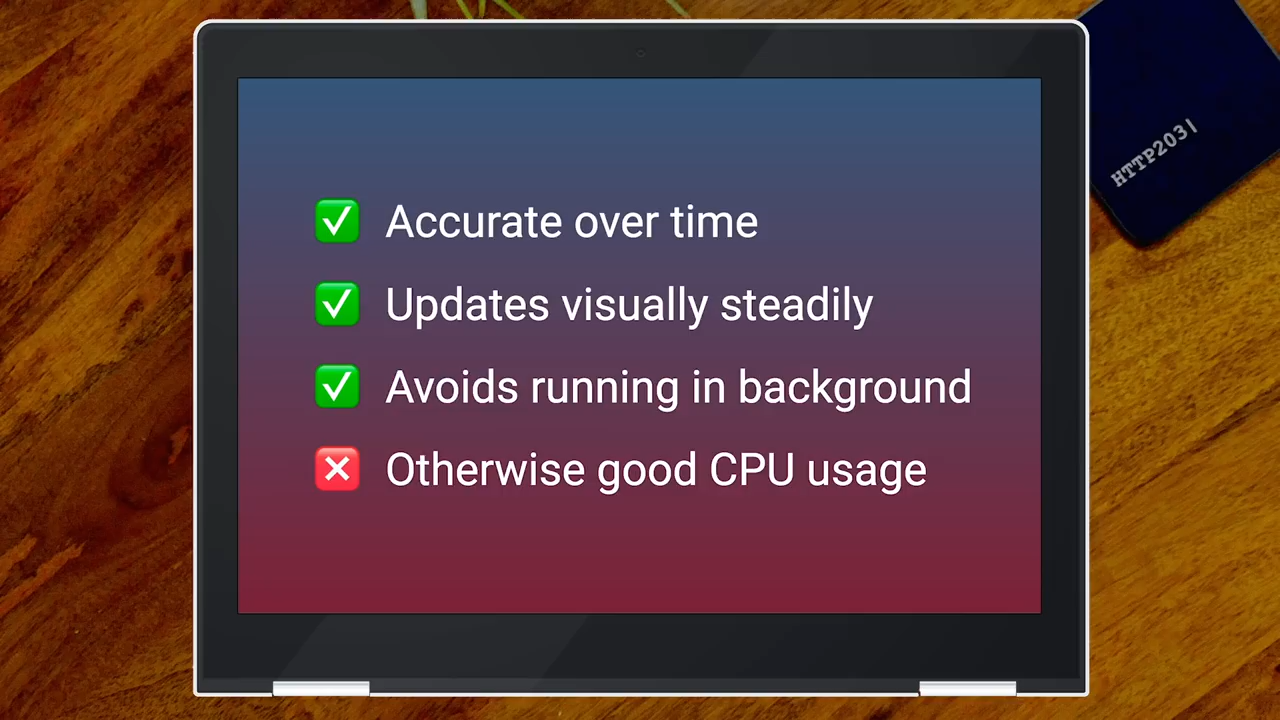 HTTP203|
✅ Accurate over time
✅ Updates visually steadily
✅ Avoids running in background
❎ Otherwise good CPU usage